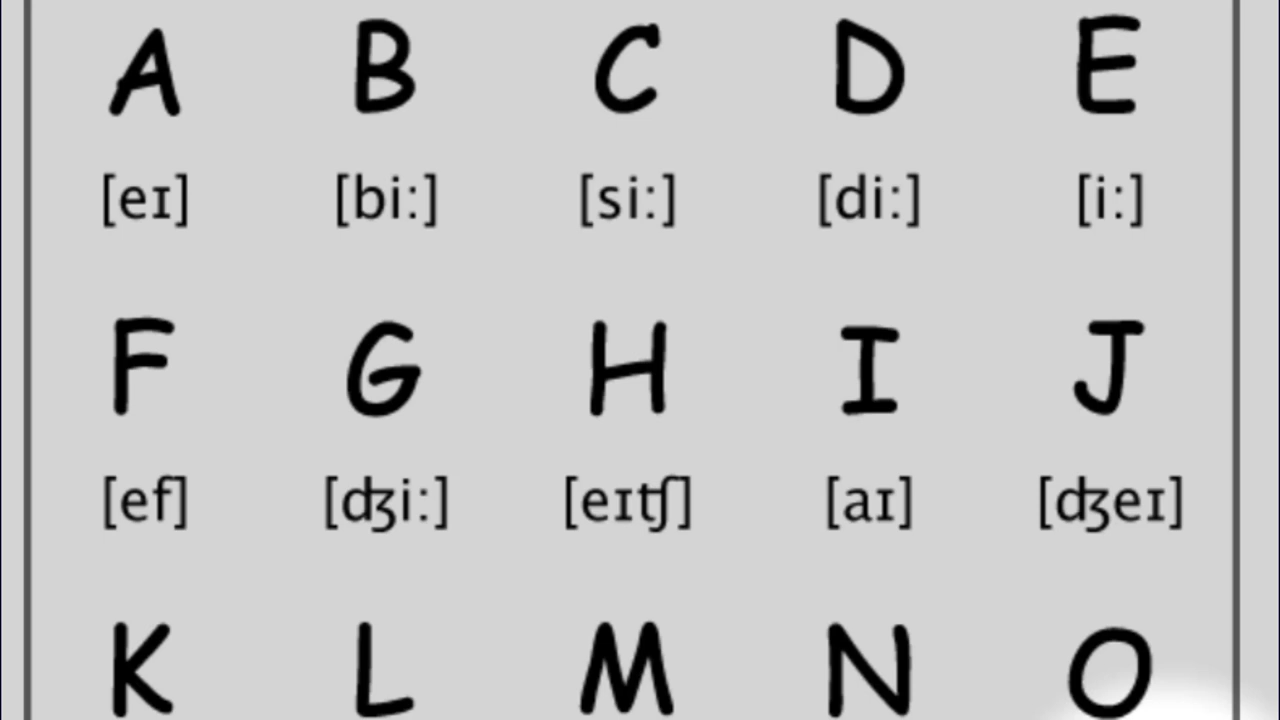 A B C D E
[eɪ] [bi:] [si:] [di:] [i:]
F G H I J
[ef] [ʤi:] [eɪʧ] [aɪ] [ʤeɪ]
K L M N O